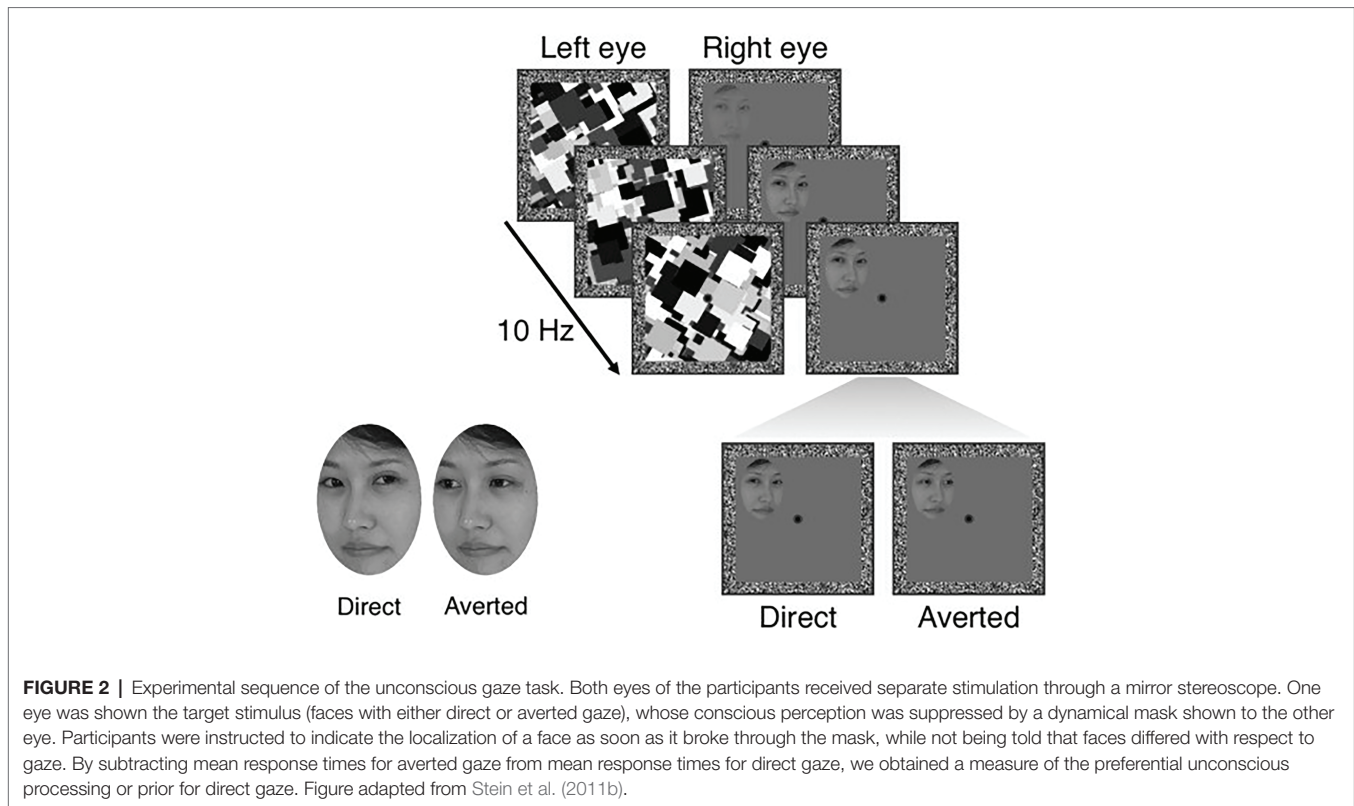 Left eye Right eye
10 Hz
Direct Averted
Direct Averted
FIGURE 2 | Experimental sequence of the unconscious gaze task. Both eyes of the participants received separate stimulation through a mirror stereoscope. One
eye was shown the target stimulus (faces with either direct or averted gaze), whose conscious perception was suppressed by a dynamical mask shown to the other
eye. Participants were instructed to indicate the localization of a face as soon as it broke through the mask, while not being told that faces differed with respect to
gaze. By subtracting mean response times for averted gaze from mean response times for direct gaze, we obtained a measure of the preferential unconscious
processing or prior for direct gaze. Figure adapted from Stein et al. (2011b).